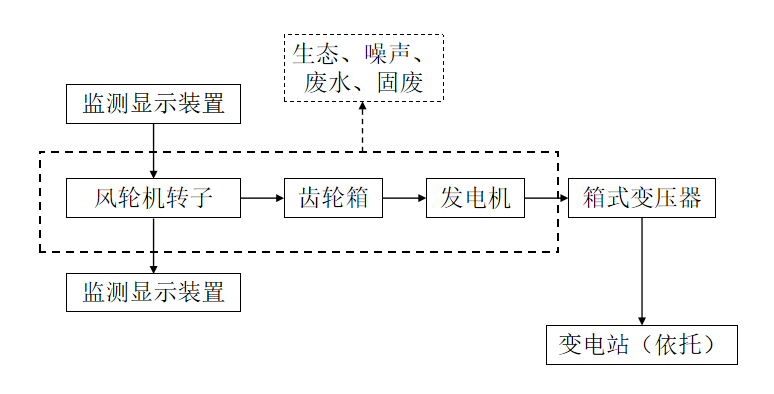 生态、噪声、
废水、固废
监测显示装置
风轮机转子
齿轮箱
发电机
箱式变压器
监测显示装置
变电站（依托）